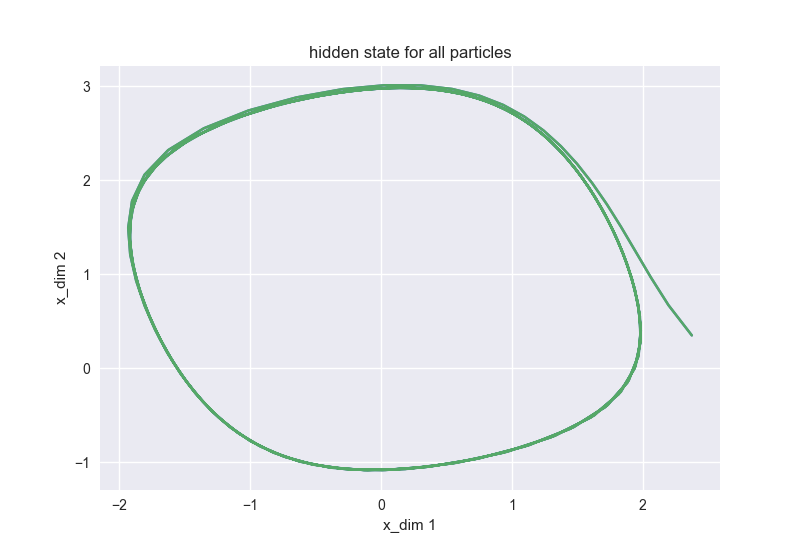 hidden state for all particles
3
2
1
0
−1
x_dim 2
−2 −1 0 1 2
x_dim 1